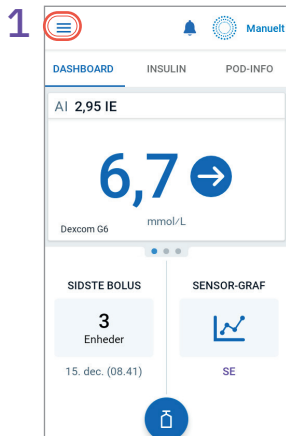 1
Manuelt
DASHBOARD INSULIN POD-INFO
AI 2,95 IE
6,7
Dexcom G6 mmol/L
SIDSTE BOLUS SENSOR-GRAF
3
Enheder
15. dec. (08.41) SE